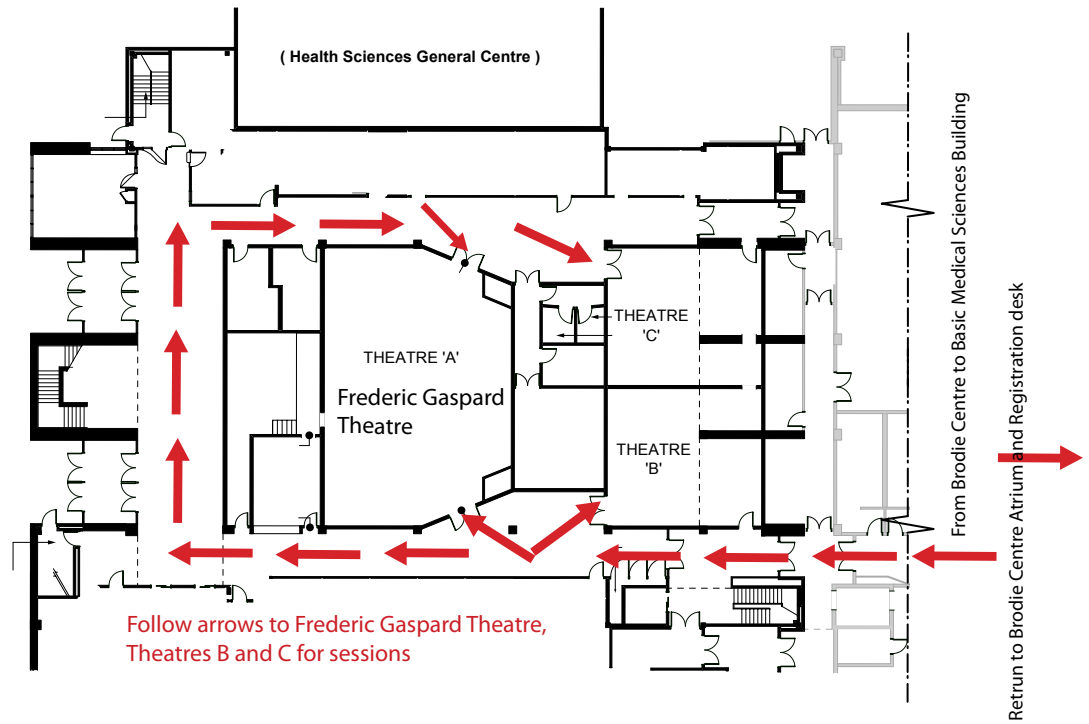 ( Health Sciences General Centre )
THEATRE 'A'
Frederic Gaspard
Theatre
THEATRE
'C'
THEATRE
'B'
From Brodie Centre to Basic Medical Sciences Building
Retrun to Brodie Centre Atrium and Registration desk
Follow arrows to Frederic Gaspard Theatre,
Theatres B and C for sessions